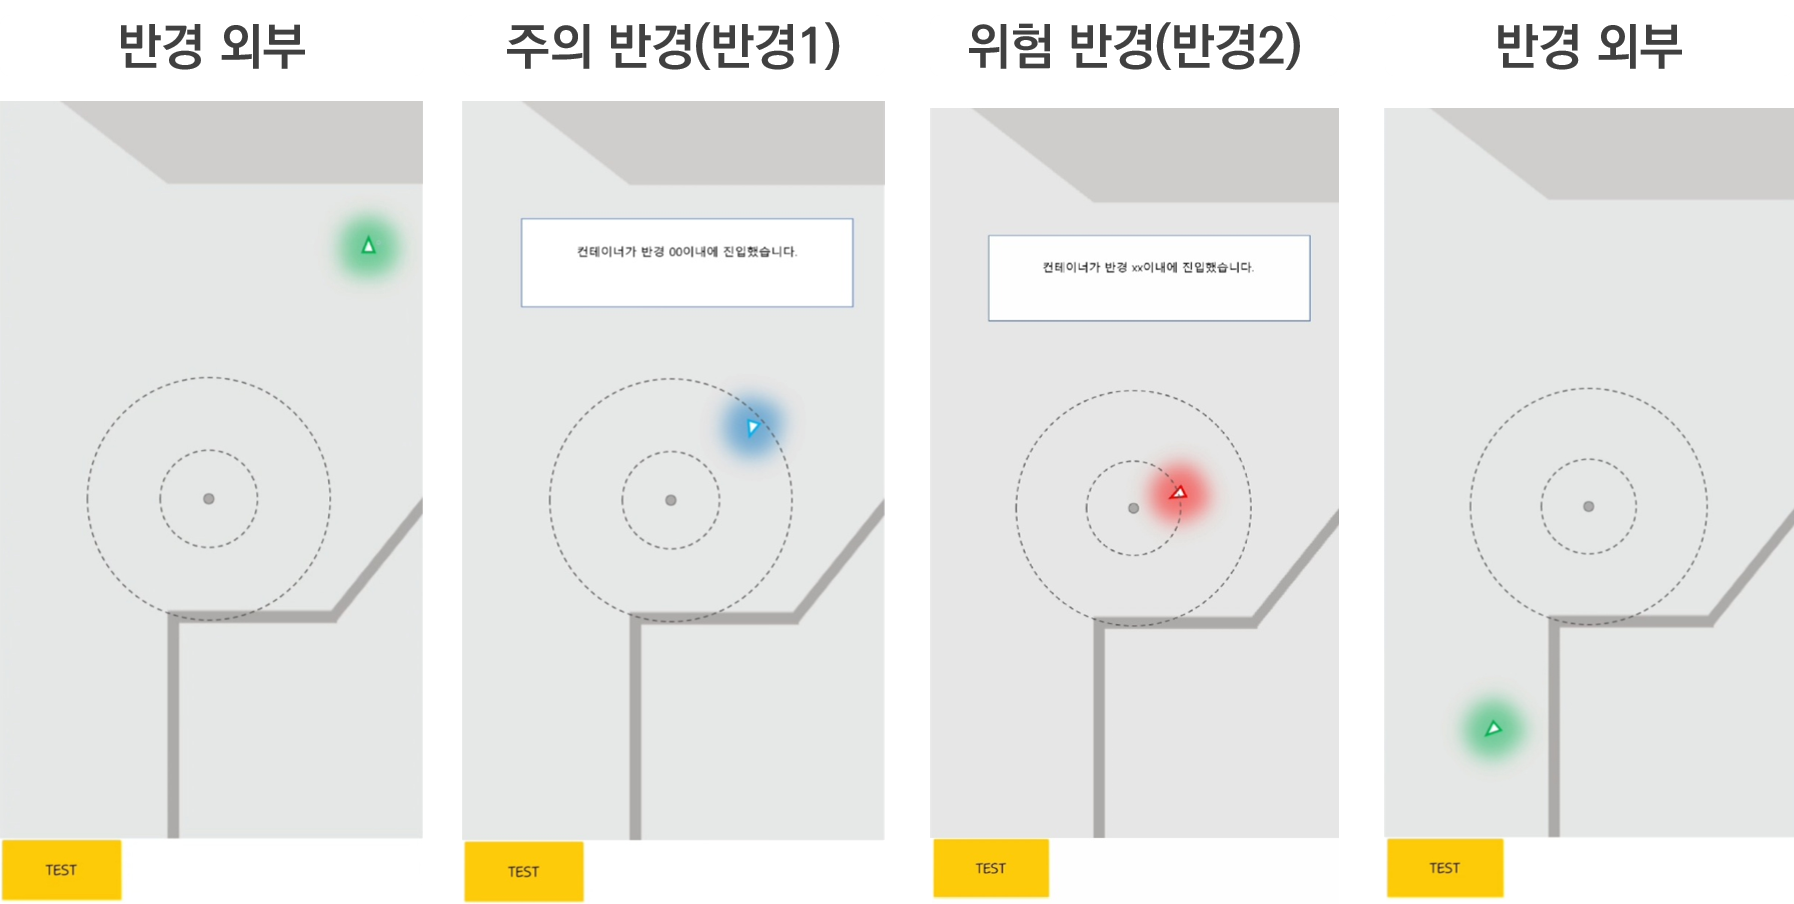 반경 외부
주의 반경(반경1)
위험 반경(반경2)
반경 외부
컨테이너가 반경 00이내에 진입했습니다.
컨테이너가 반경 xx이내에 진입했습니다.
TEST
TEST
TEST
TEST